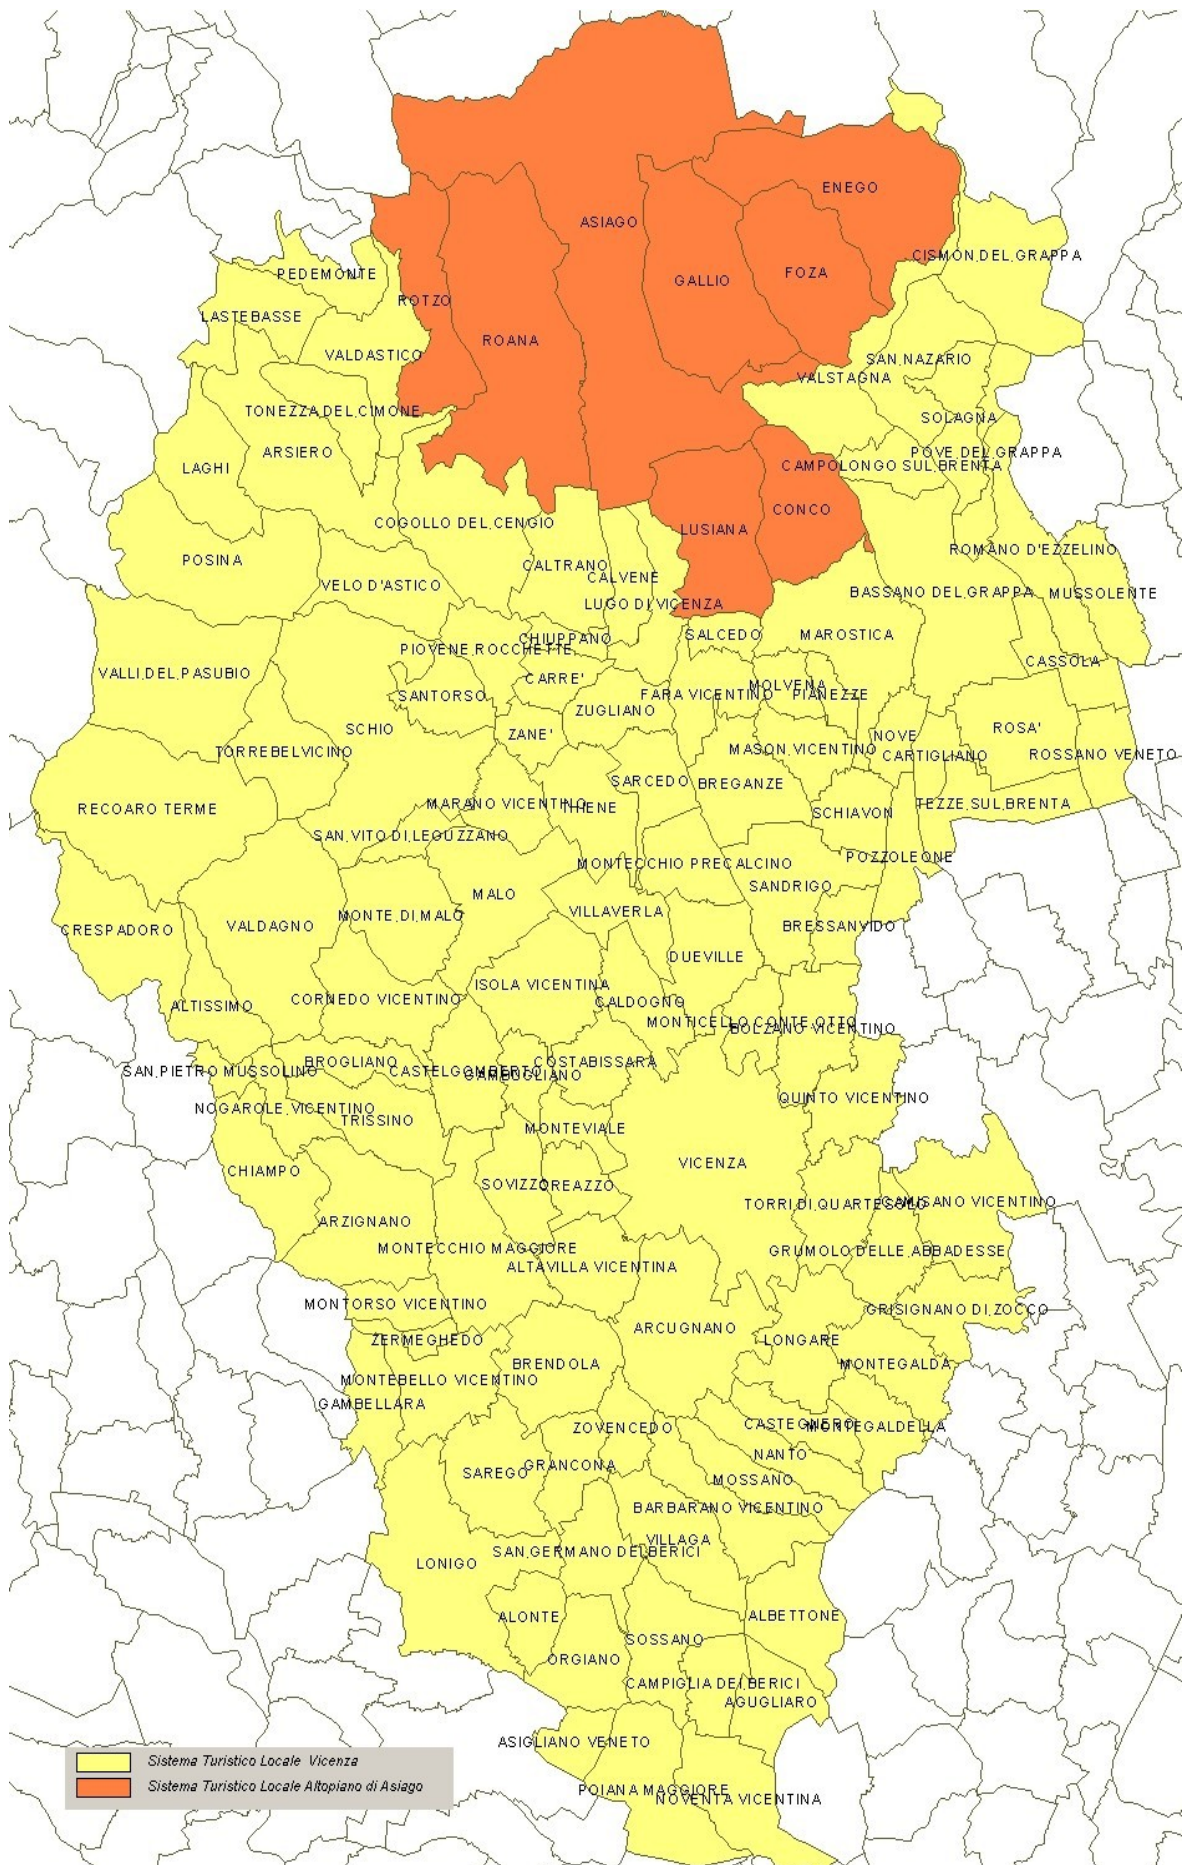 ENEGO
ASIAGO
CISMON DEL GRAPPA
PEDEMONTE
GALLIO
FOZA
ROTZO
LASTEBASSE
ROANA
VALDASTICO
SAN NAZARIO
VALSTAGNA
TONEZZA DEL CIMONE
SOLAGNA
ARSIERO
POVE DEL GRAPPA
LAGHI
CAMPOLONGO SUL BRENTA
CONCO
COGOLLO DEL CENGIO
LUSIANA
ROMANO D'EZZELINO
POSINA
CALTRANO
CALVENE
VELO D'ASTICO
BASSANO DEL GRAPPA
MUSSOLENTE
LUGO DI VICENZA
CHIUPPANO
SALCEDO
MAROSTICA
PIOVENE ROCCHETTE
CASSOLA
VALLI DEL PASUBIO
CARRE'
MOLVENA
SANTORSO
FARA VICENTINO
PIANEZZE
ZUGLIANO
SCHIO
ZANE'
NOVE
ROSA'
TORREBELVICINO
MASON VICENTINO
CARTIGLIANO
ROSSANO VENETO
SARCEDO
BREGANZE
RECOARO TERME
MARANO VICENTINO
THIENE
TEZZE SUL BRENTA
SCHIAVON
SAN VITO DI LEGUZZANO
POZZOLEONE
MONTECCHIO PRECALCINO
SANDRIGO
MALO
VILLAVERLA
MONTE DI MALO
VALDAGNO
BRESSANVIDO
CRESPADORO
DUEVILLE
ISOLA VICENTINA
CORNEDO VICENTINO
CALDOGNO
ALTISSIMO
MONTICELLO CONTE OTTO
BOLZANO VICENTINO
BROGLIANO
COSTABISSARA
SAN PIETRO MUSSOLINO
CASTELGOMBERTO
GAMBUGLIANO
QUINTO VICENTINO
NOGAROLE VICENTINO
TRISSINO
MONTEVIALE
VICENZA
CHIAMPO
SOVIZZO
CREAZZO
TORRI DI QUARTESOLO
CAMISANO VICENTINO
ARZIGNANO
MONTECCHIO MAGGIORE
GRUMOLO DELLE ABBADESSE
ALTAVILLA VICENTINA
MONTORSO VICENTINO
GRISIGNANO DI ZOCCO
ARCUGNANO
ZERMEGHEDO
LONGARE
BRENDOLA
MONTEGALDA
MONTEBELLO VICENTINO
GAMBELLARA
ZOVENCEDO
CASTEGNERO
MONTEGALDELLA
NANTO
GRANCONA
SAREGO
MOSSANO
BARBARANO VICENTINO
VILLAGA
SAN GERMANO DEI BERICI
LONIGO
ALONTE
ALBETTONE
SOSSANO
ORGIANO
CAMPIGLIA DEI BERICI
AGUGLIARO
ASIGLIANO VENETO
POIANA MAGGIORE
NOVENTA VICENTINA
Sistema Turistico Locale Vicenza
Sistema Turistico Locale Altopiano di Asiago